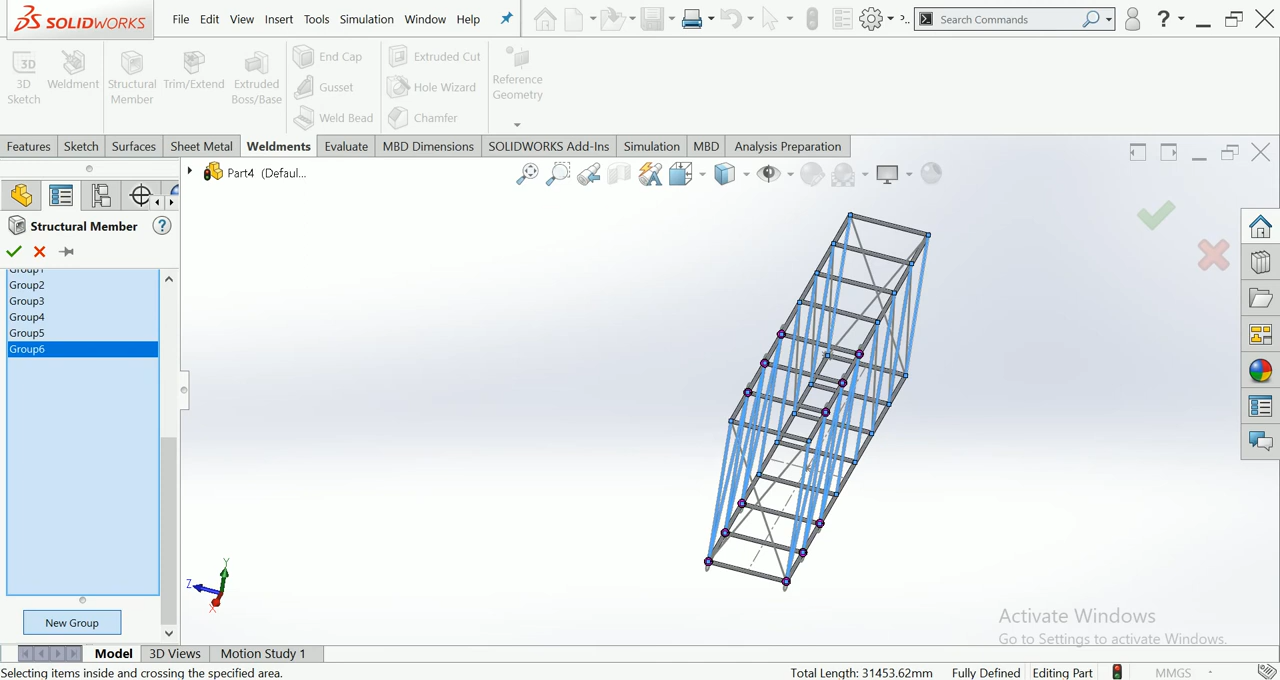 SOLIDWORKS File Edit View Insert Tools Simulation Window Help Search Commands ?
3D Sketch
Weldment
Structural Member
Trim/Extend
Extruded Boss/Base
End Cap
Gusset
Weld Bead
Extruded Cut
Hole Wizard
Chamfer
Reference Geometry
Features Sketch Surfaces Sheet Metal Weldments Evaluate MBD Dimensions SOLIDWORKS Add-Ins Simulation MBD Analysis Preparation
Part4 (Defaul...
Structural Member ?
Group1
Group2
Group3
Group4
Group5
Group6
New Group
Y
Z
X
Activate Windows
Go to Settings to activate Windows.
Model 3D Views Motion Study 1
Selecting items inside and crossing the specified area. Total Length: 31453.62mm Fully Defined Editing Part MMGS